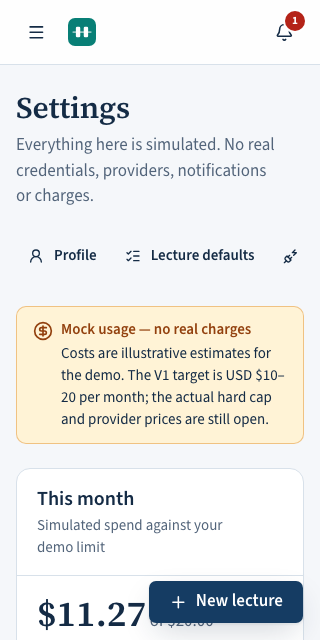 1
Settings
Everything here is simulated. No real
credentials, providers, notifications
or charges.
Profile
Lecture defaults
Mock usage — no real charges
Costs are illustrative estimates for
the demo. The V1 target is USD $10–
20 per month; the actual hard cap
and provider prices are still open.
This month
Simulated spend against your
demo limit
$11.27
New lecture